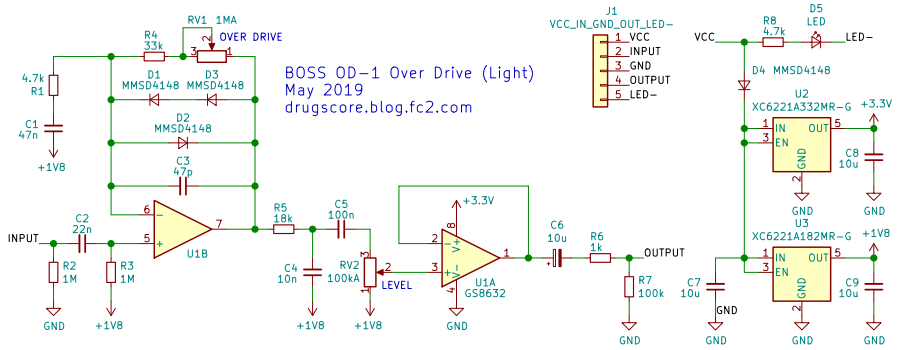 RV1 1MA
OVER DRIVE
2
3
1
R4
33k
4.7k
R1
D1
MMSD4148
D3
MMSD4148
D2
MMSD4148
C1
47n
+1V8
C3
47p
6
7
5
U1B
INPUT
C2
22n
R2
1M
R3
1M
GND
+1V8
BOSS OD-1 Over Drive (Light)
May 2019
drugscore.blog.fc2.com
R5
18k
C5
100n
C4
10n
RV2
100kA
3
2
1
LEVEL
+1V8
+1V8
+3.3V
8
V+
2
3
1
V-
4
U1A
GS8632
GND
C6
10u
R6
1k
OUTPUT
R7
100k
GND
J1
VCC_IN_GND_OUT_LED-
1 VCC
2 INPUT
3 GND
4 OUTPUT
5 LED-
D5
LED
R8
4.7k
VCC
LED-
D4 MMSD4148
U2
XC6221A332MR-G
+3.3V
1 IN
OUT 5
3 EN
GND
2
GND
C8
10u
GND
U3
XC6221A182MR-G
+1V8
1 IN
OUT 5
3 EN
GND
2
GND
C7
10u
GND
GND
C9
10u
GND